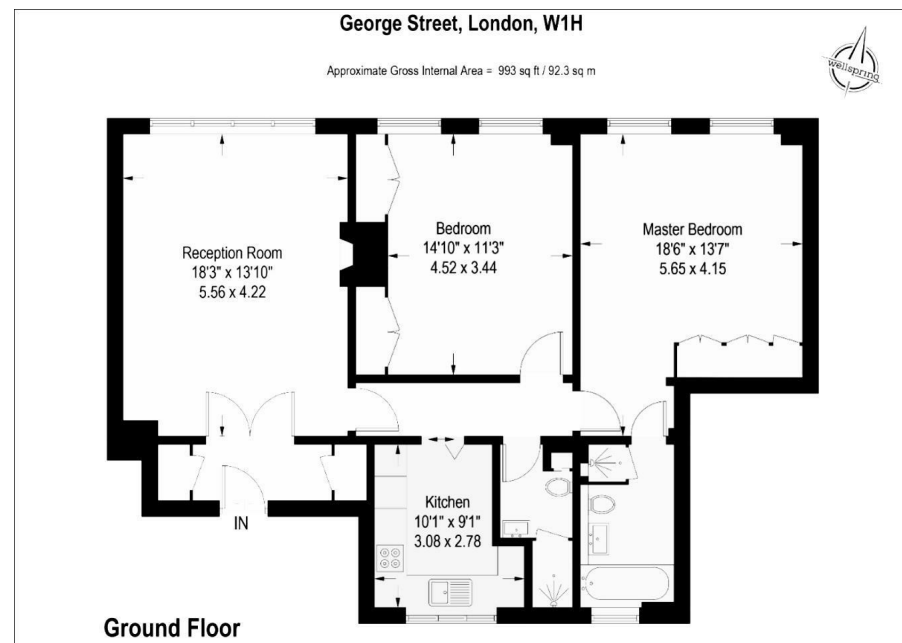 George Street, London, W1H
Approximate Gross Internal Area = 993 sq ft / 92.3 sq m
wellspring
Reception Room
18'3" x 13'10"
5.56 x 4.22
Bedroom
14'10" x 11'3"
4.52 x 3.44
Master Bedroom
18'6" x 13'7"
5.65 x 4.15
Kitchen
10'1" x 9'1"
3.08 x 2.78
IN
Ground Floor